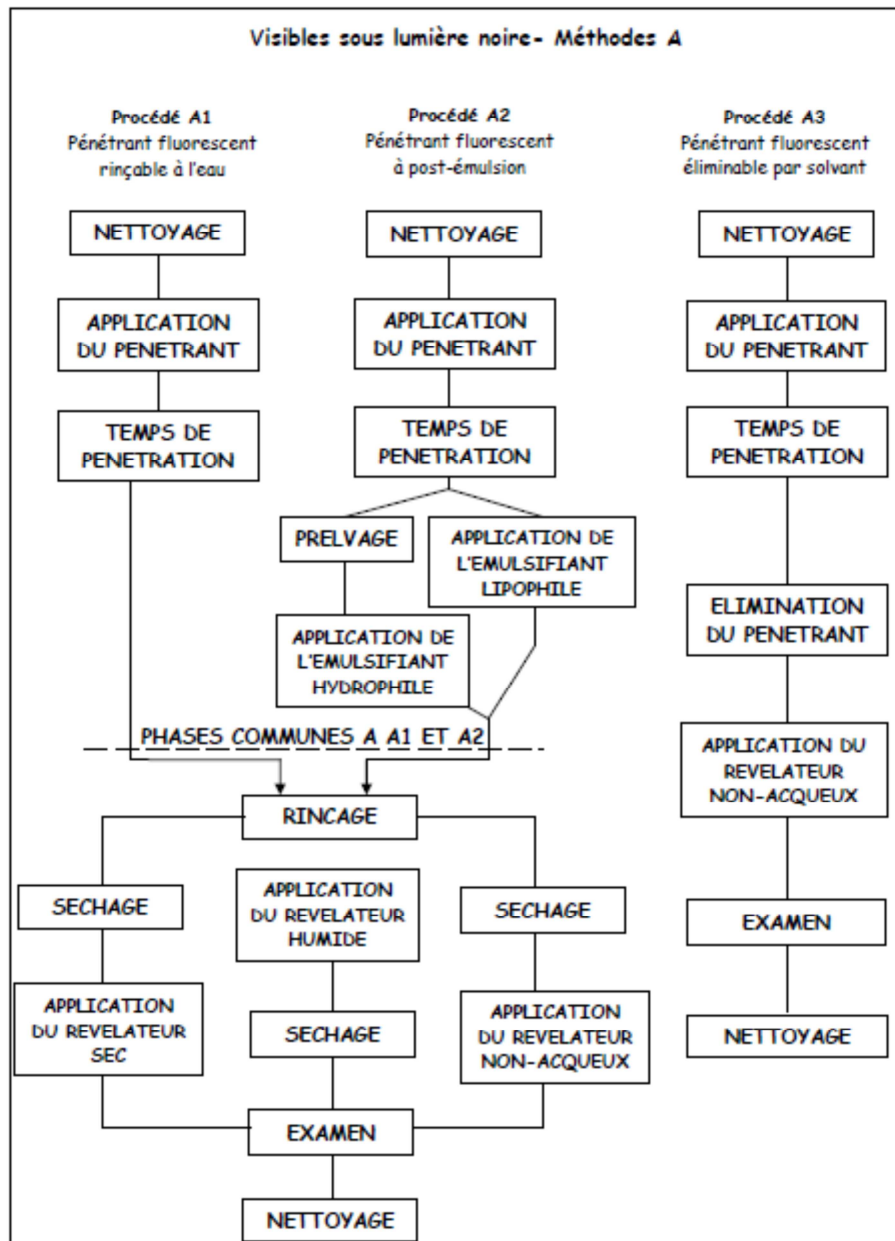 Visibles sous lumière noire- Méthodes A
Procédé A1
Pénétrant fluorescent
rinçable à l'eau
Procédé A2
Pénétrant fluorescent
à post-émulsion
Procédé A3
Pénétrant fluorescent
éliminable par solvant
NETTOYAGE
NETTOYAGE
NETTOYAGE
APPLICATION
DU PENETRANT
APPLICATION
DU PENETRANT
APPLICATION
DU PENETRANT
TEMPS DE
PENETRATION
TEMPS DE
PENETRATION
TEMPS DE
PENETRATION
PRELVAGE
APPLICATION DE
L'EMULSIFIANT
LIPOPHILE
ELIMINATION
DU PENETRANT
APPLICATION DE
L'EMULSIFIANT
HYDROPHILE
PHASES COMMUNES A A1 ET A2
APPLICATION DU
REVELATEUR
NON-ACQUEUX
RINCAGE
SECHAGE
APPLICATION
DU REVELATEUR
HUMIDE
SECHAGE
EXAMEN
APPLICATION
DU REVELATEUR
SEC
SECHAGE
APPLICATION
DU REVELATEUR
NON-ACQUEUX
NETTOYAGE
EXAMEN
NETTOYAGE